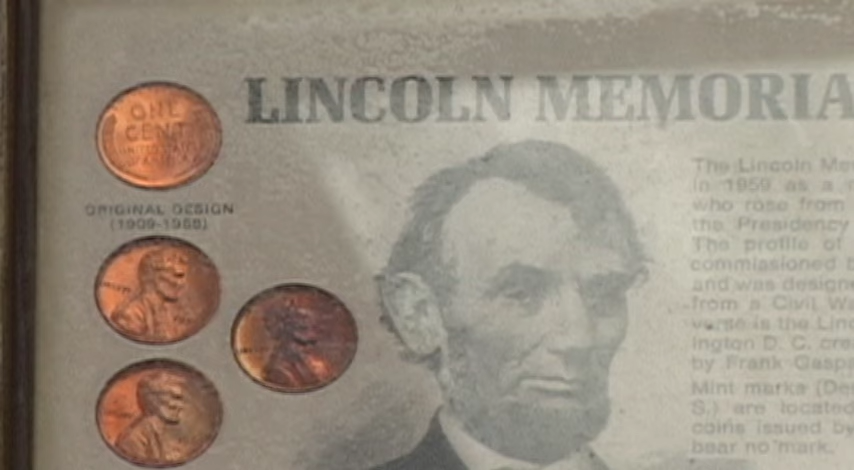 LINCOLN MEMORIA
ONE
CENT
ORIGINAL DESIGN
(1909-1958)
The Lincoln Me
in 1959 as a
who rose from
the Presidency
The profile of
commissioned b
and was designe
from a Civil Wa
verse is the Linc
ington D. C. cre
by Frank Gaspa
Mint marks (De
S.) are located
coins issued by
bear no mark.